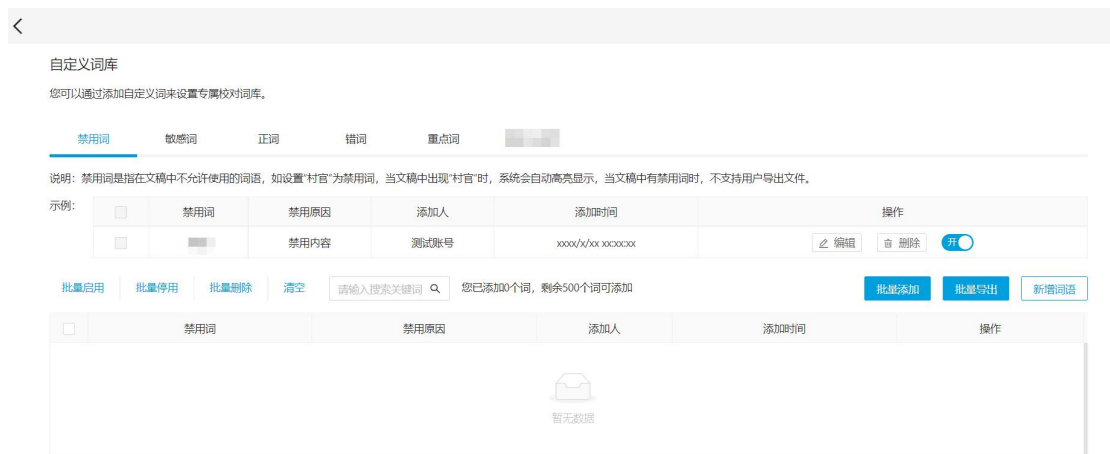 自定义词库
您可以通过添加自定义词来设置专属校对词库。
禁用词 敏感词 正词 错词 重点词
说明：禁用词是指在文稿中不允许使用的词语，如设置"村官"为禁用词，当文稿中出现"村官"时，系统会自动高亮显示，当文稿中有禁用词时，不支持用户导出文件。
示例： 禁用词 禁用原因 添加人 添加时间 操作
禁用内容 测试账号 xxxx/x/xx xx:xx:xx 编辑 删除 开
批量启用 批量停用 批量删除 清空 请输入搜索关键词 您已添加0个词，剩余500个词可添加 批量添加 批量导出 新增词语
禁用词 禁用原因 添加人 添加时间 操作
暂无数据